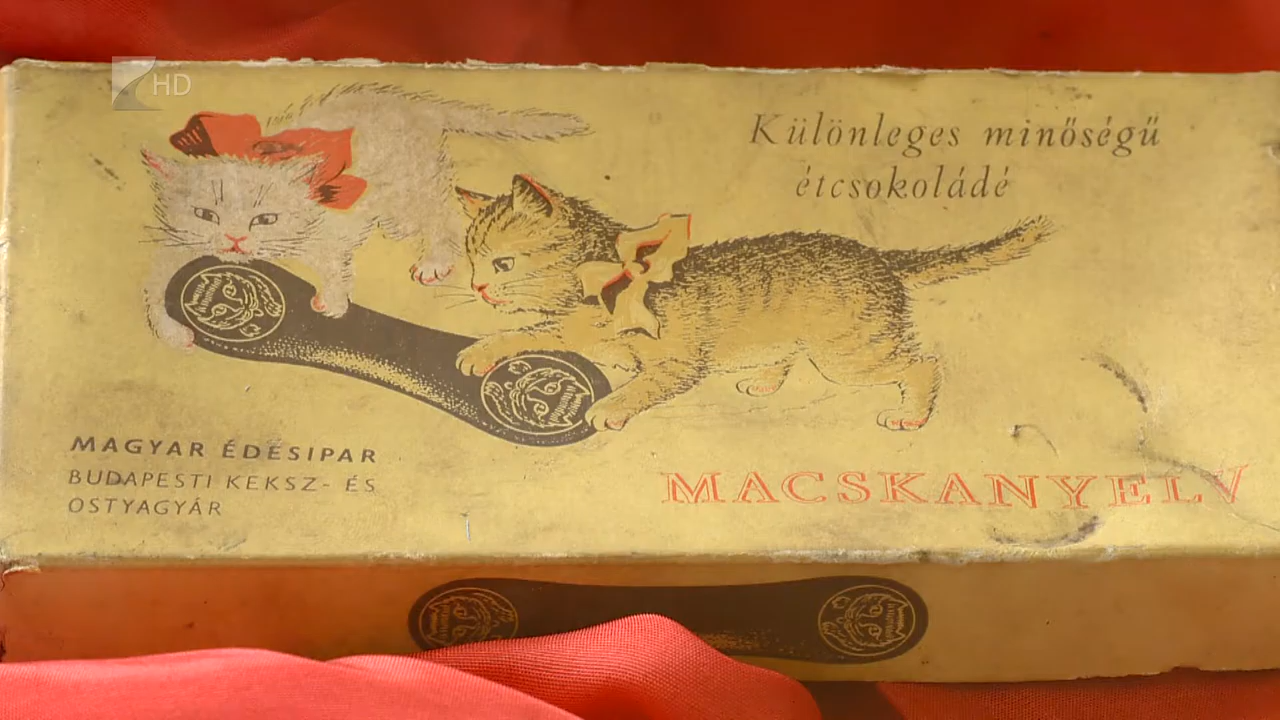 HD
Különleges minőségű
étcsokoládé
MAGYAR ÉDESIPAR
BUDAPESTI KEKSZ- ÉS
OSTYAGYÁR
MACSKANYELV